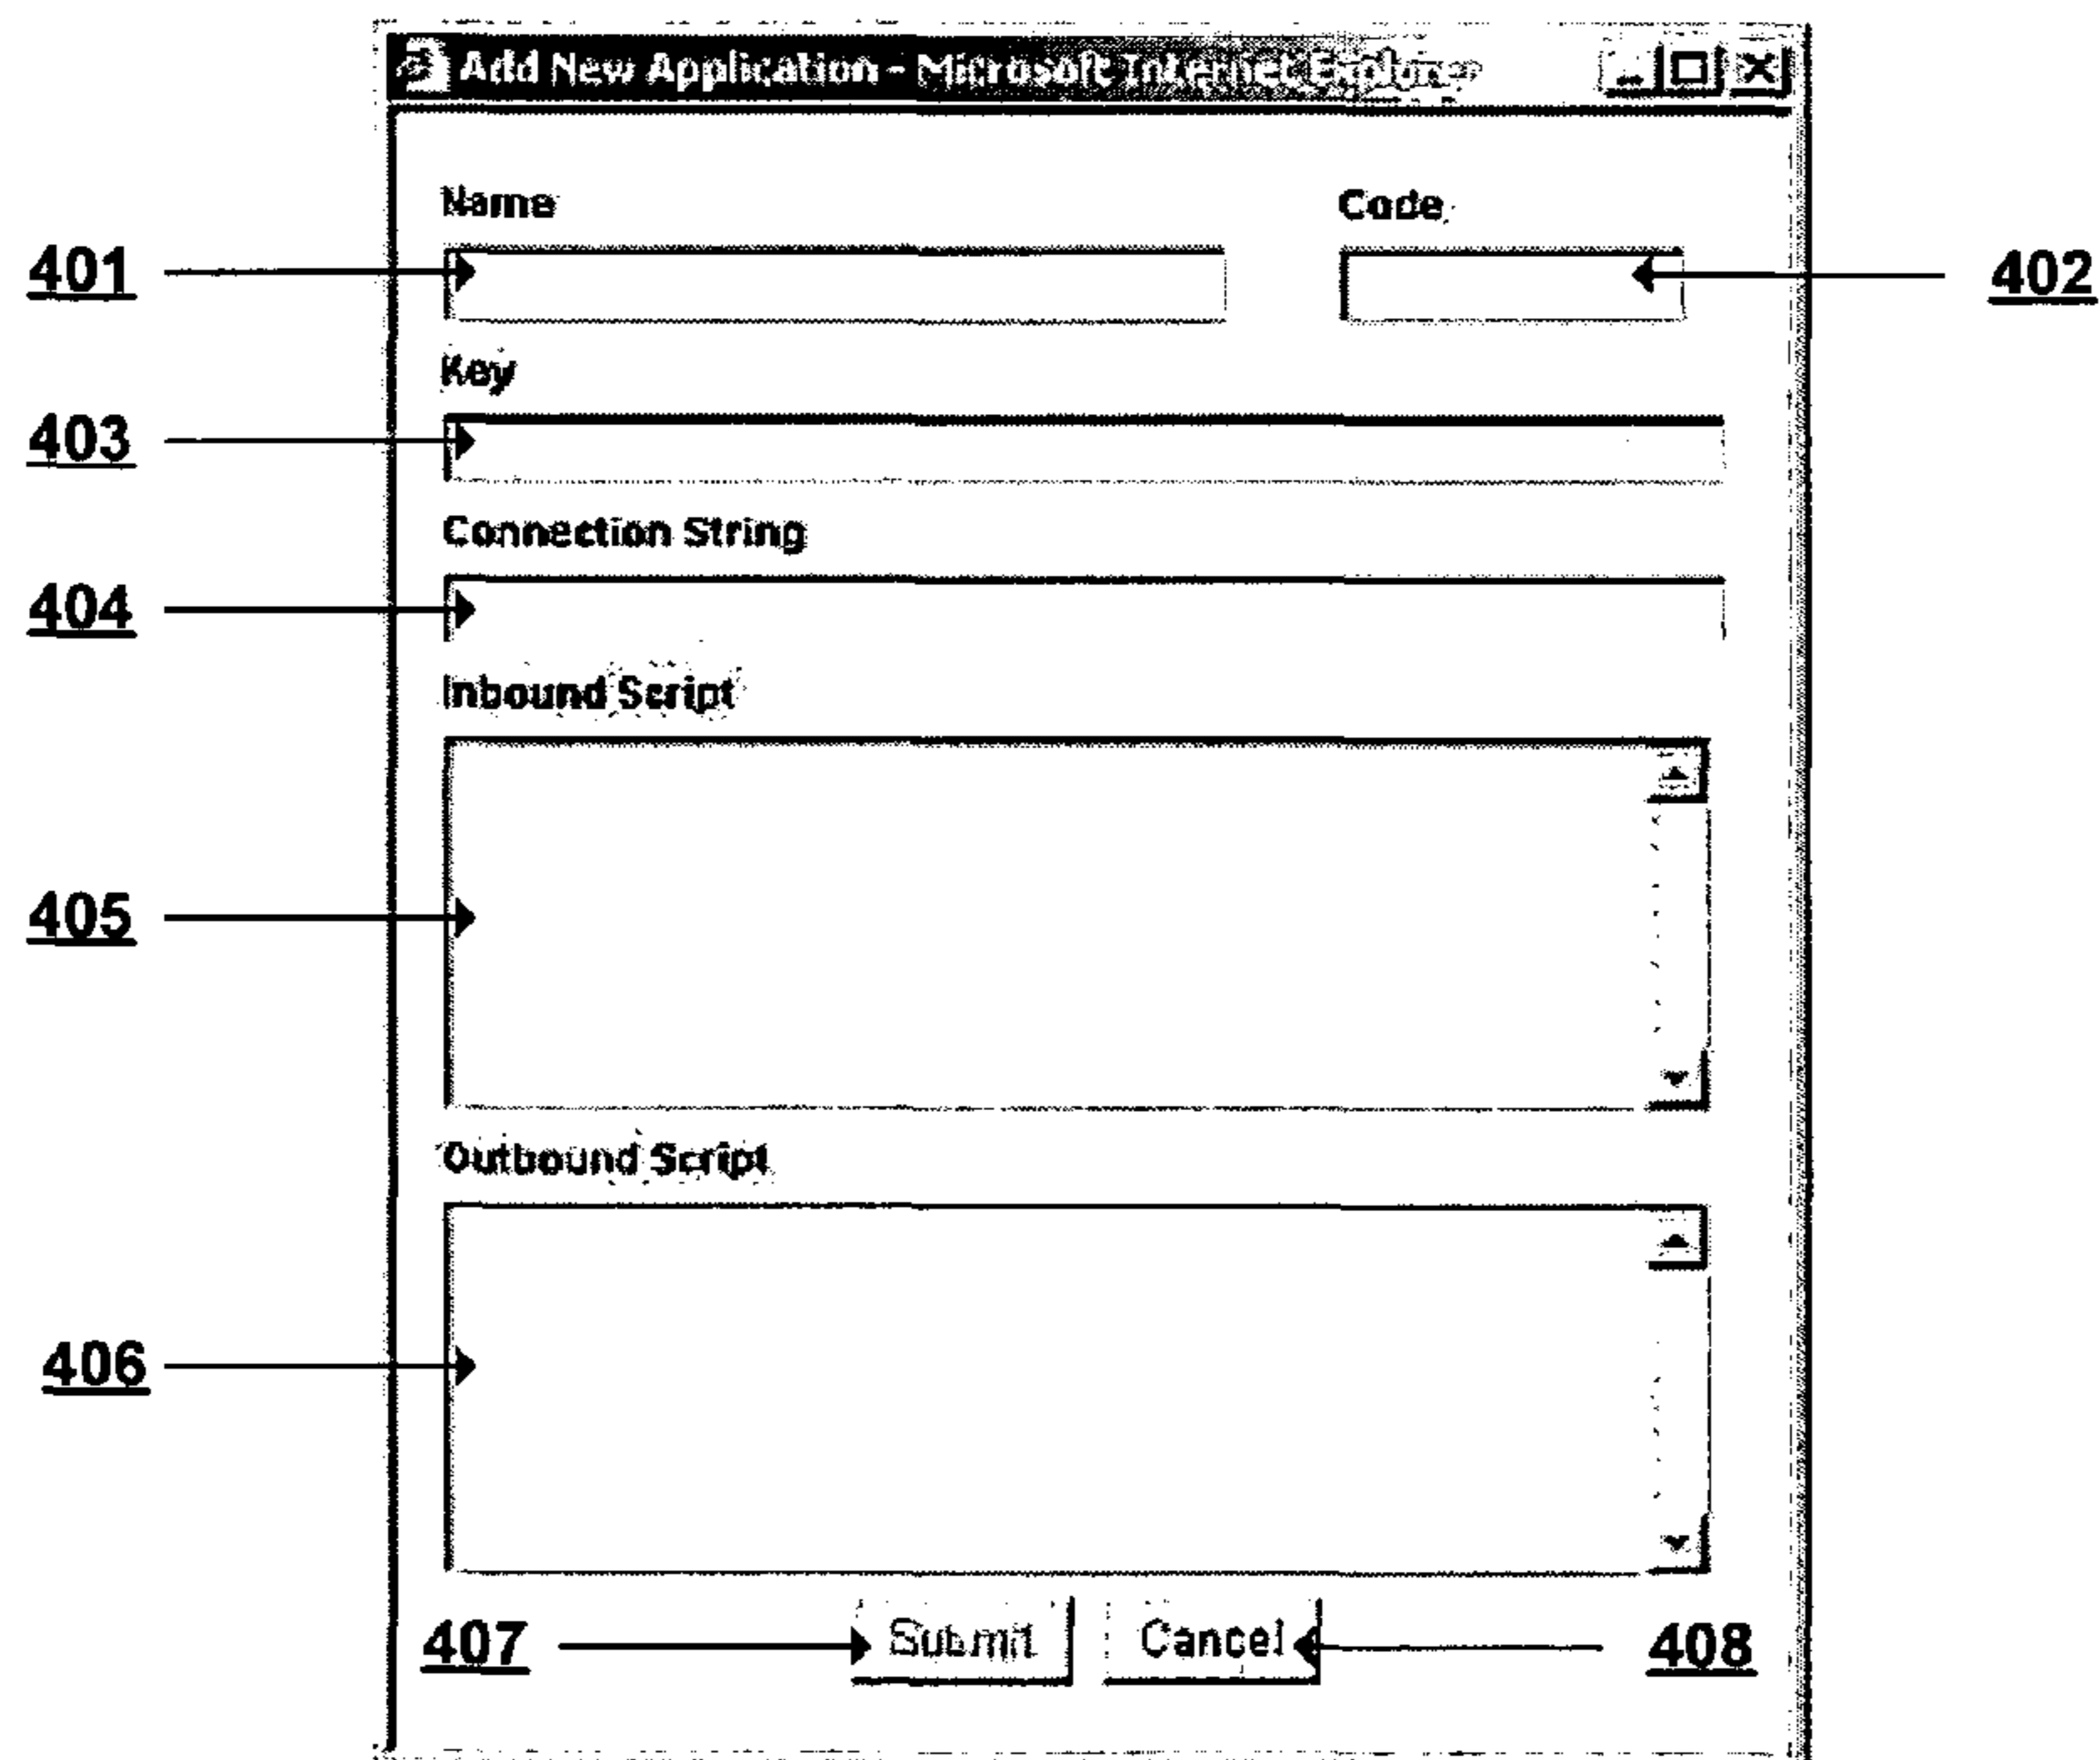 Add New Application - Microsoft Internet Explorer
Name Code
401 402
Key
403
Connection String
404
Inbound Script
405
Outbound Script
406
407 Submit Cancel 408